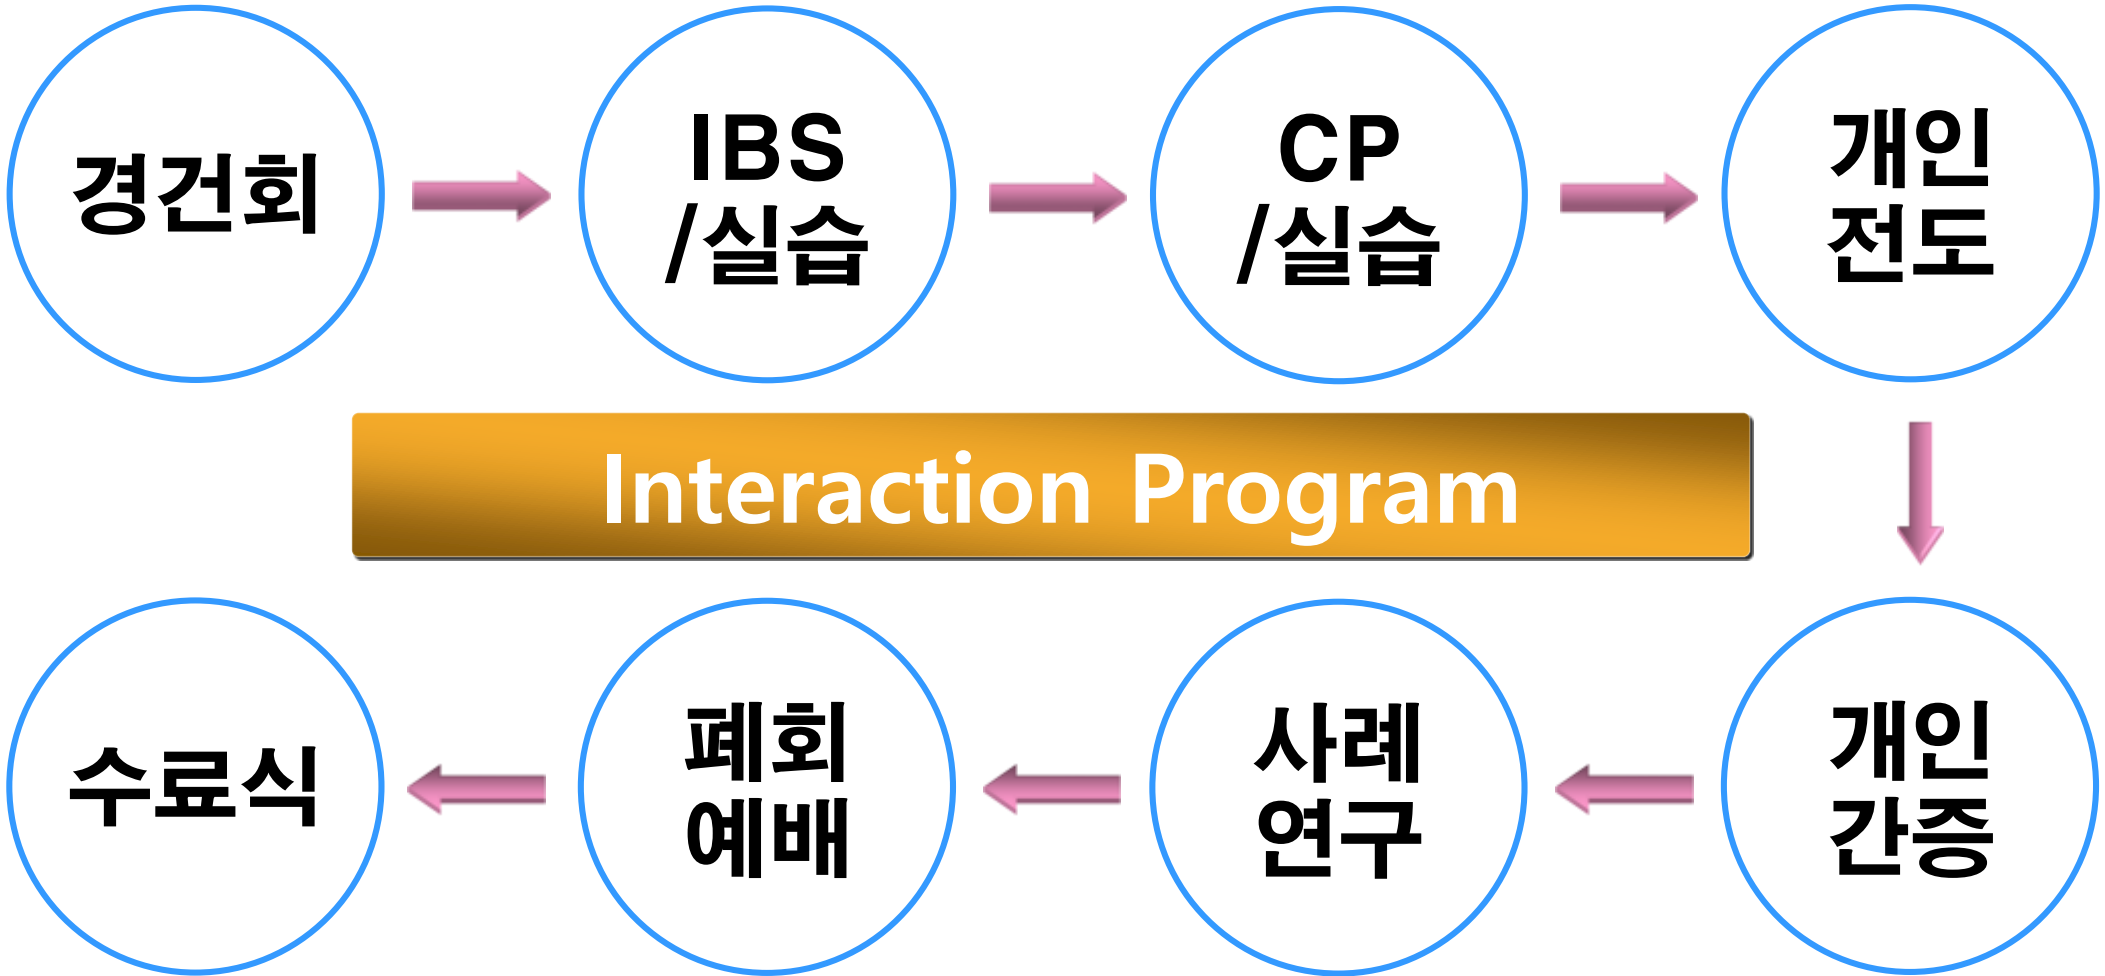 경건회
IBS
/실습
CP
/실습
개인
전도
Interaction Program
수료식
폐회
예배
사례
연구
개인
간증